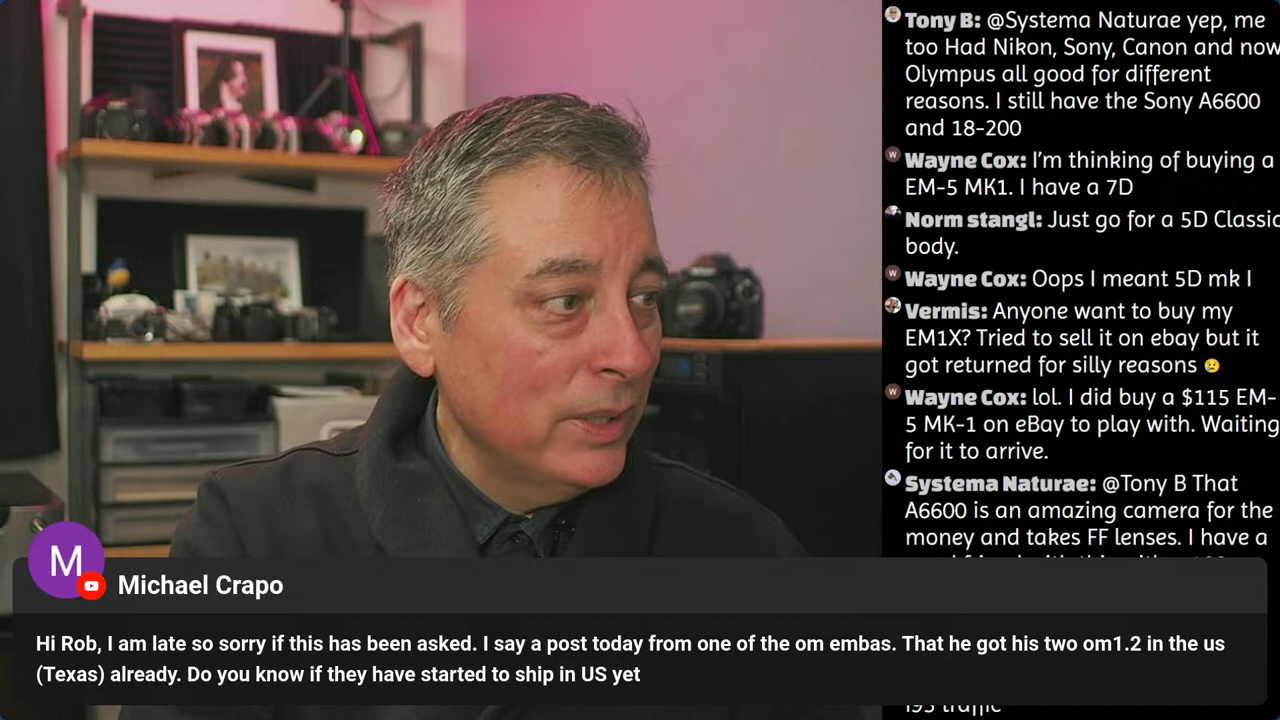 Tony B: @Systema Naturae yep, me
too Had Nikon, Sony, Canon and now
Olympus all good for different
reasons. I still have the Sony A6600
and 18-200
W
Wayne Cox: I'm thinking of buying a
EM-5 MK1. I have a 7D
Norm stangl: Just go for a 5D Classic
body.
W
Wayne Cox: Oops I meant 5D mk I
Vermis: Anyone want to buy my
EM1X? Tried to sell it on ebay but it
got returned for silly reasons 😢
W
Wayne Cox: lol. I did buy a $115 EM-
5 MK-1 on eBay to play with. Waiting
for it to arrive.
Systema Naturae: @Tony B That
A6600 is an amazing camera for the
money and takes FF lenses. I have a
M
Michael Crapo
Hi Rob, I am late so sorry if this has been asked. I say a post today from one of the om embas. That he got his two om1.2 in the us
(Texas) already. Do you know if they have started to ship in US yet
traffic